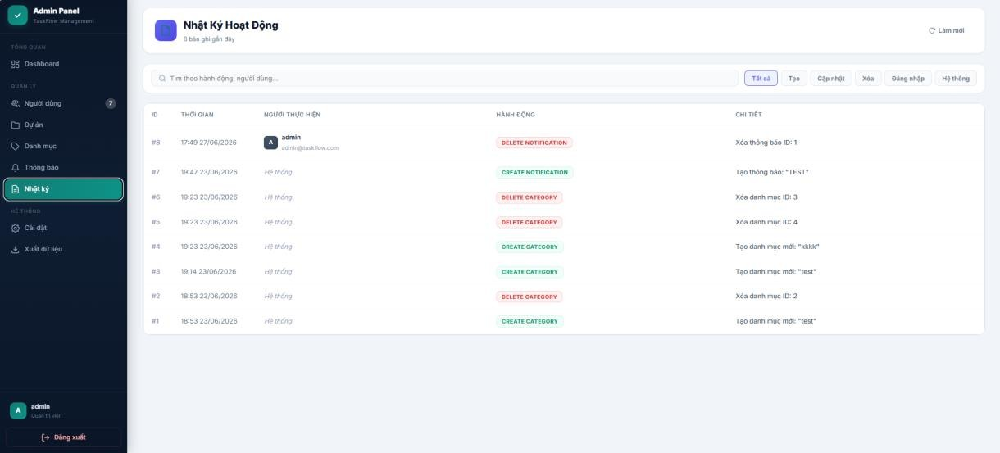 Admin Panel
TaskFlow Management
TỔNG QUAN
Dashboard
QUẢN LÝ
Người dùng 7
Dự án
Danh mục
Thông báo
Nhật ký
HỆ THỐNG
Cài đặt
Xuất dữ liệu
admin
Quản trị viên
Đăng xuất
Nhật Ký Hoạt Động
8 bản ghi gần đây
Làm mới
Tìm theo hành động, người dùng...
Tất cả Tạo Cập nhật Xóa Đăng nhập Hệ thống
ID THỜI GIAN NGƯỜI THỰC HIỆN HÀNH ĐỘNG CHI TIẾT
#8 17:49 27/06/2026 A admin admin@taskflow.com DELETE NOTIFICATION Xóa thông báo ID: 1
#7 19:47 23/06/2026 Hệ thống CREATE NOTIFICATION Tạo thông báo: "TEST"
#6 19:23 23/06/2026 Hệ thống DELETE CATEGORY Xóa danh mục ID: 3
#5 19:23 23/06/2026 Hệ thống DELETE CATEGORY Xóa danh mục ID: 4
#4 19:23 23/06/2026 Hệ thống CREATE CATEGORY Tạo danh mục mới: "kkkk"
#3 19:14 23/06/2026 Hệ thống CREATE CATEGORY Tạo danh mục mới: "test"
#2 18:53 23/06/2026 Hệ thống DELETE CATEGORY Xóa danh mục ID: 2
#1 18:53 23/06/2026 Hệ thống CREATE CATEGORY Tạo danh mục mới: "test"